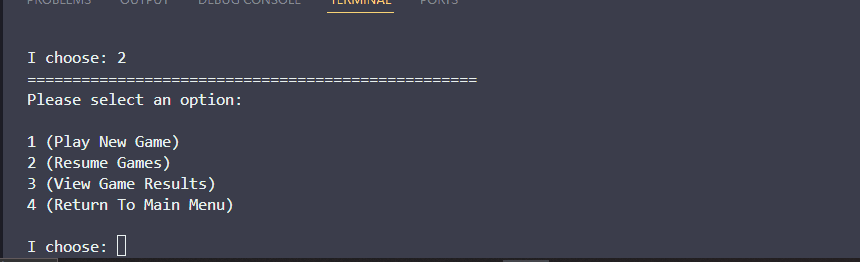 PROBLEMS OUTPUT DEBUG CONSOLE TERMINAL PORTS
I choose: 2
==================================================
Please select an option:
1 (Play New Game)
2 (Resume Games)
3 (View Game Results)
4 (Return To Main Menu)
I choose: